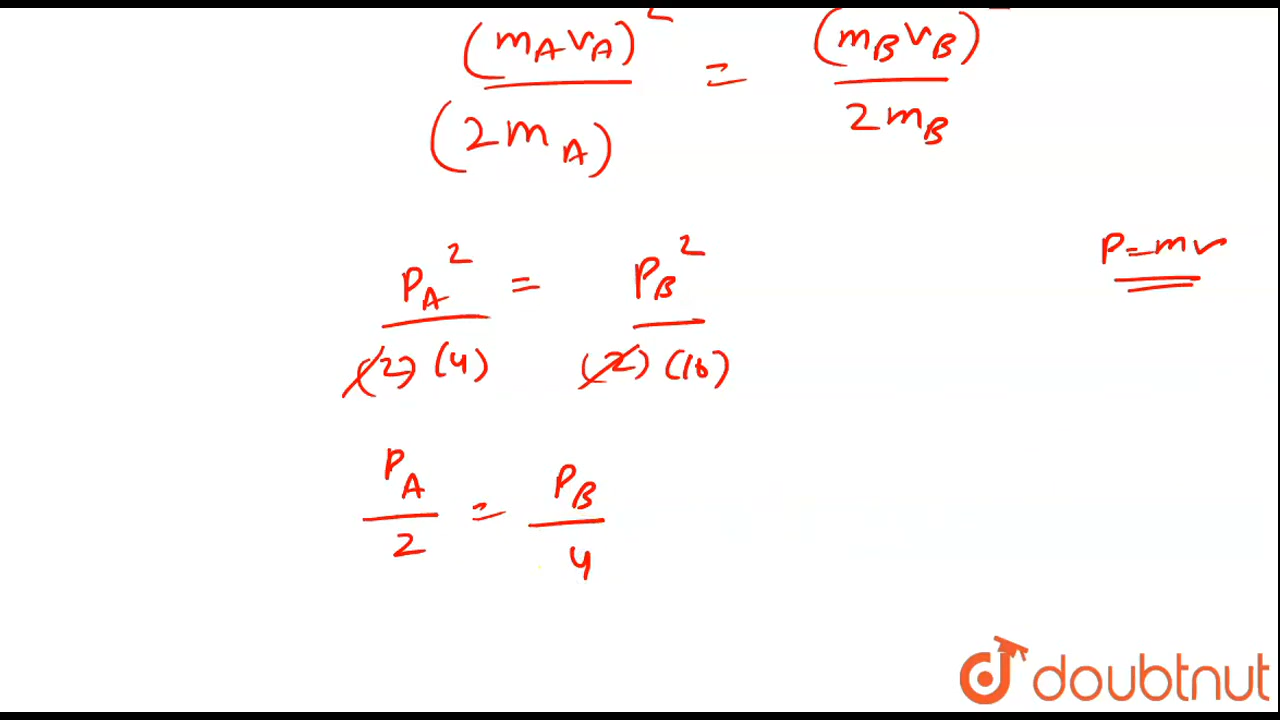 (mAvA)² / (2mA) = (mBvB)² / 2mB
P=mv
PA² / (2)(4) = PB² / (2)(16)
PA / 2 = PB / 4
doubtnut